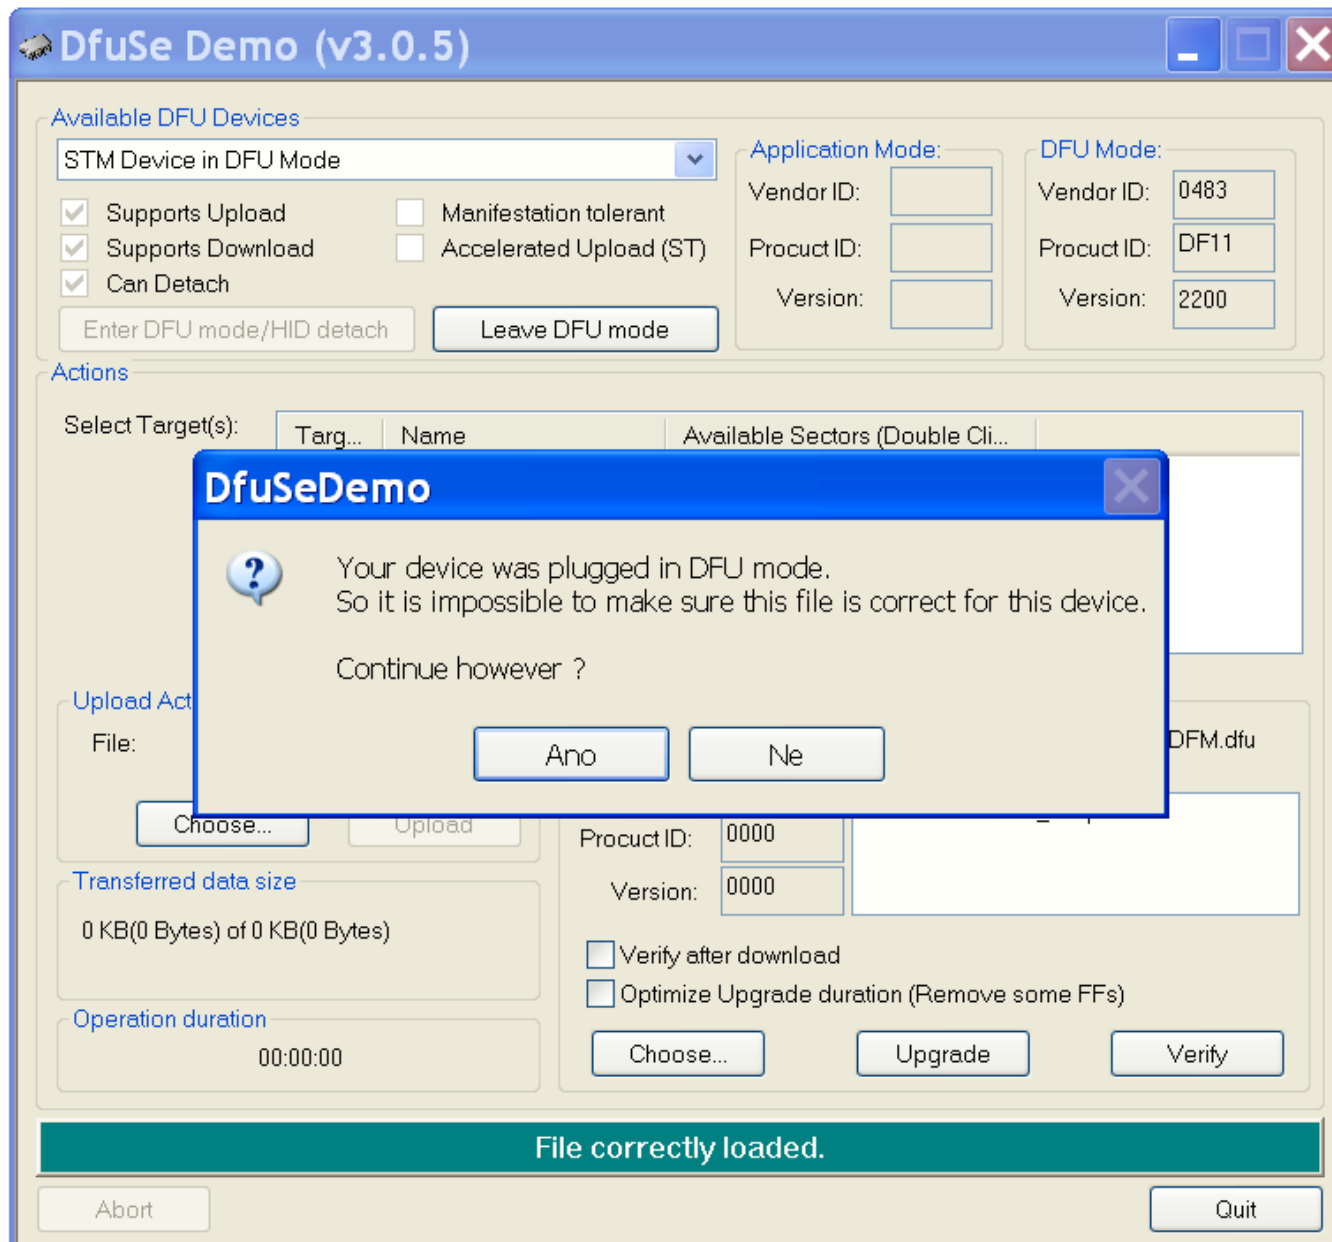 DfuSe Demo (v3.0.5)
Available DFU Devices
STM Device in DFU Mode
Supports Upload
Manifestation tolerant
Supports Download
Accelerated Upload (ST)
Can Detach
Enter DFU mode/HID detach
Leave DFU mode
Application Mode:
Vendor ID:
Procuct ID:
Version:
DFU Mode:
Vendor ID: 0483
Procuct ID: DF11
Version: 2200
Actions
Select Target(s):
Targ... Name Available Sectors (Double Cli...
DfuSeDemo
Your device was plugged in DFU mode.
So it is impossible to make sure this file is correct for this device.
Continue however ?
Ano Ne
Upload Act
File:
Choose... Upload
DFM.dfu
Procuct ID: 0000
Version: 0000
Transferred data size
0 KB(0 Bytes) of 0 KB(0 Bytes)
Verify after download
Optimize Upgrade duration (Remove some FFs)
Operation duration
00:00:00
Choose... Upgrade Verify
File correctly loaded.
Abort Quit